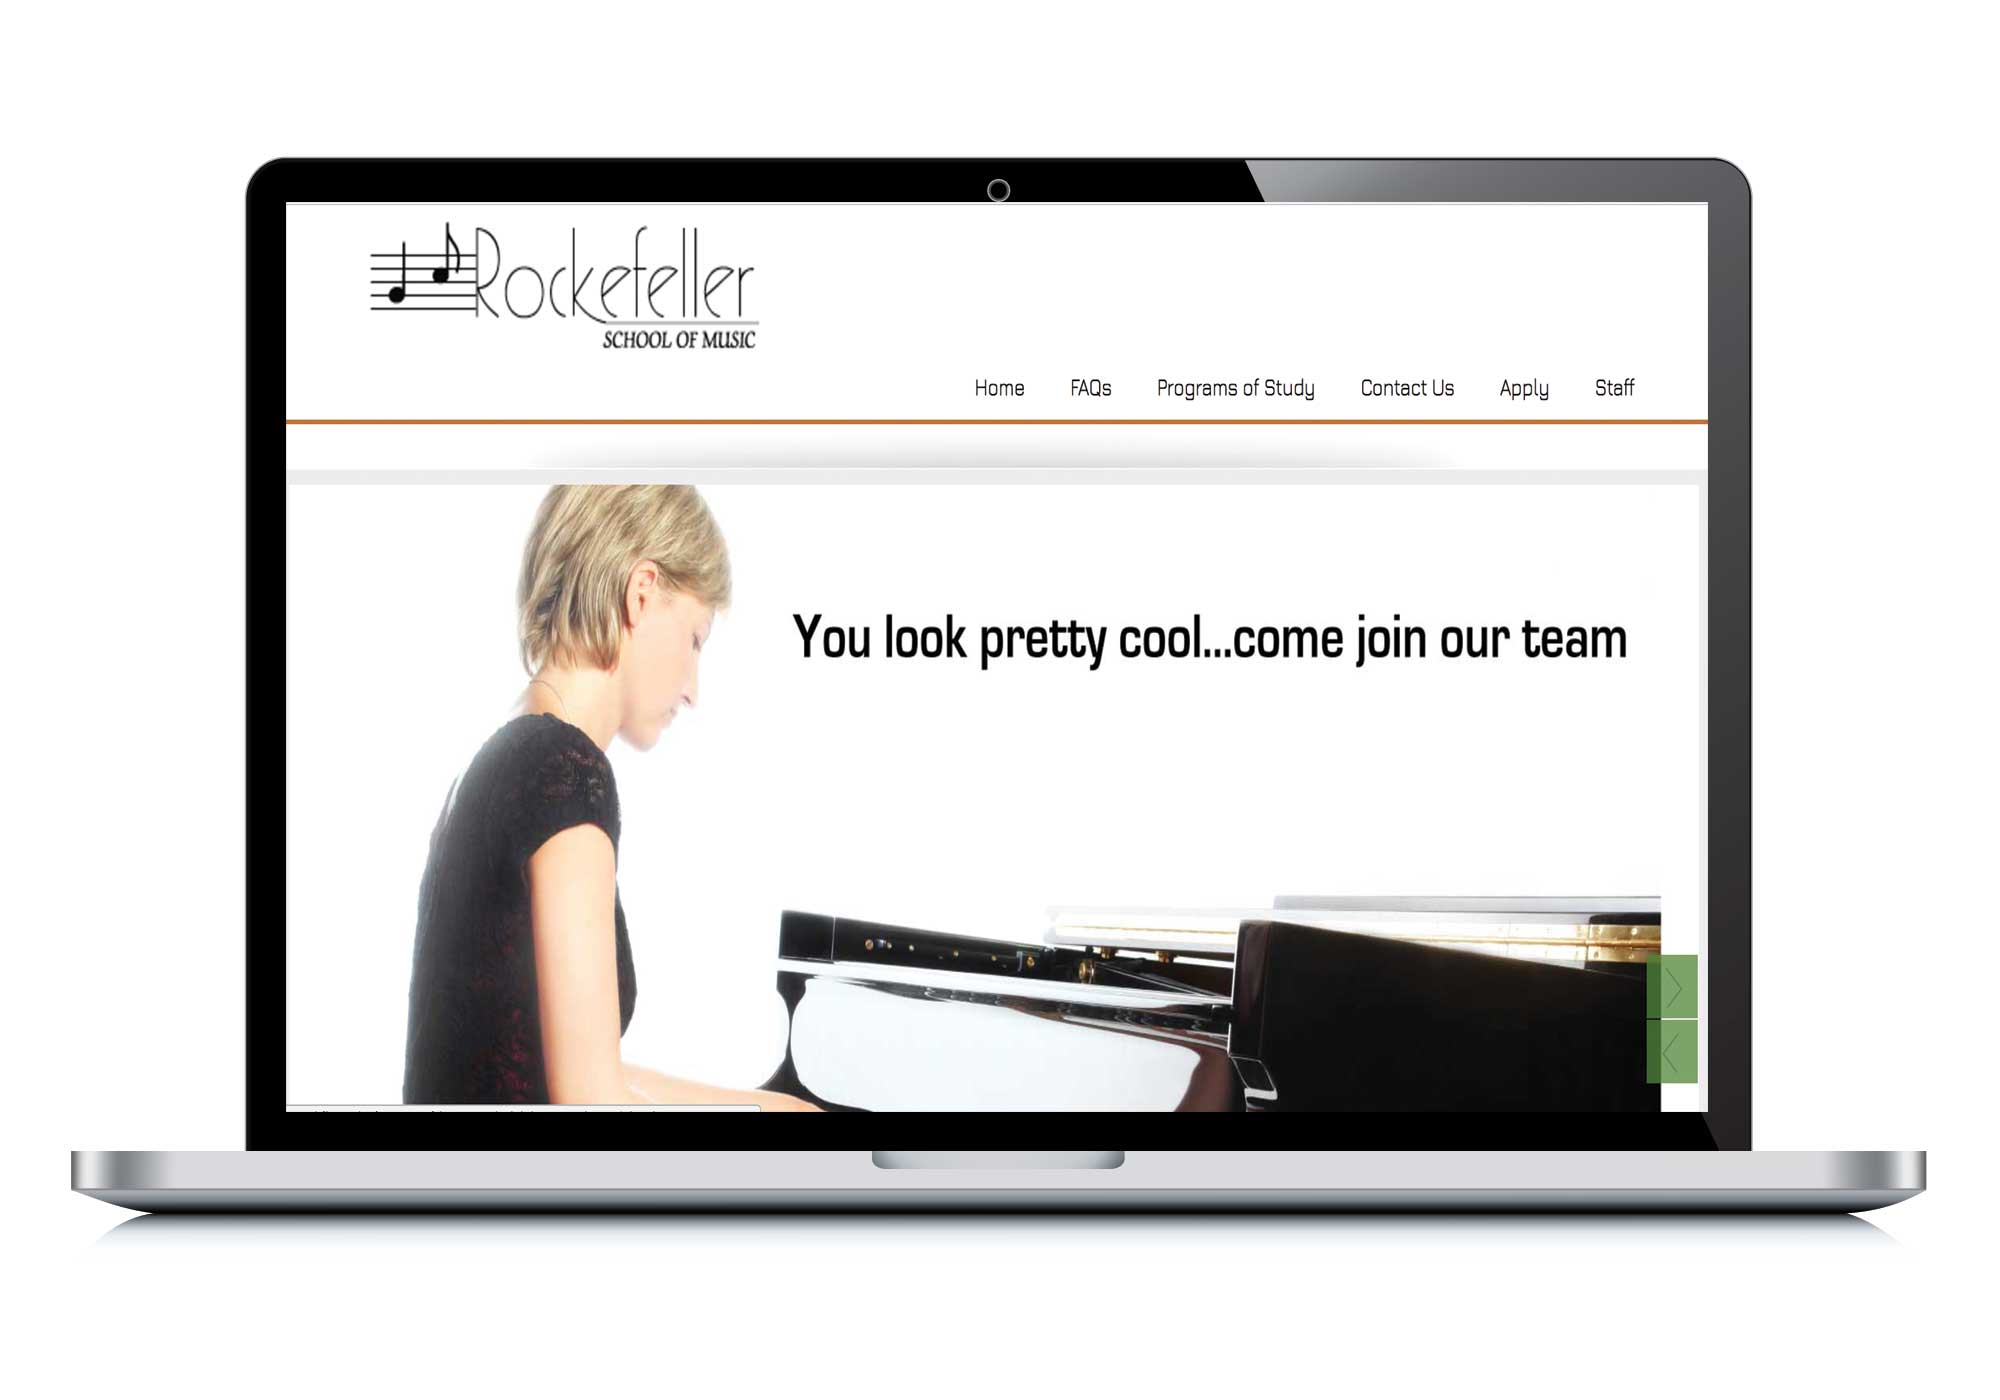 Rockefeller
SCHOOL OF MUSIC
Home FAQs Programs of Study Contact Us Apply Staff
You look pretty cool...come join our team